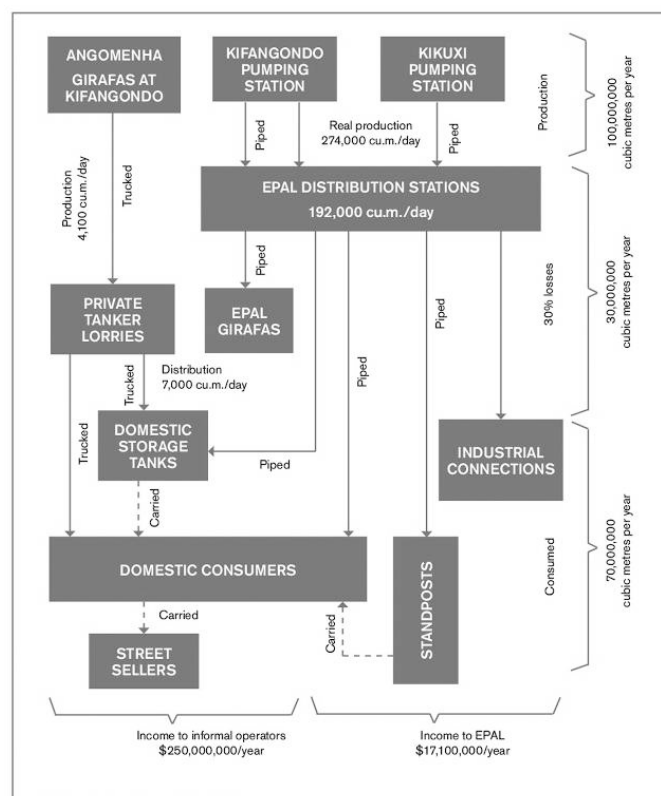 ANGOMENHA
GIRAFAS AT
KIFANGONDO
KIFANGONDO
PUMPING
STATION
KIKUXI
PUMPING
STATION
Production
100,000,000
cubic metres per year
Piped
Real production
274,000 cu.m./day
Piped
Production
4,100 cu.m./day
Trucked
EPAL DISTRIBUTION STATIONS
192,000 cu.m./day
Piped
PRIVATE
TANKER
LORRIES
EPAL
GIRAFAS
Piped
30% losses
30,000,000
cubic metres per year
Distribution
7,000 cu.m./day
Trucked
Piped
DOMESTIC
STORAGE
TANKS
Trucked
Piped
INDUSTRIAL
CONNECTIONS
Carried
DOMESTIC CONSUMERS
STANDPOSTS
Consumed
70,000,000
cubic metres per year
Carried
Carried
STREET
SELLERS
Income to informal operators
$250,000,000/year
Income to EPAL
$17,100,000/year